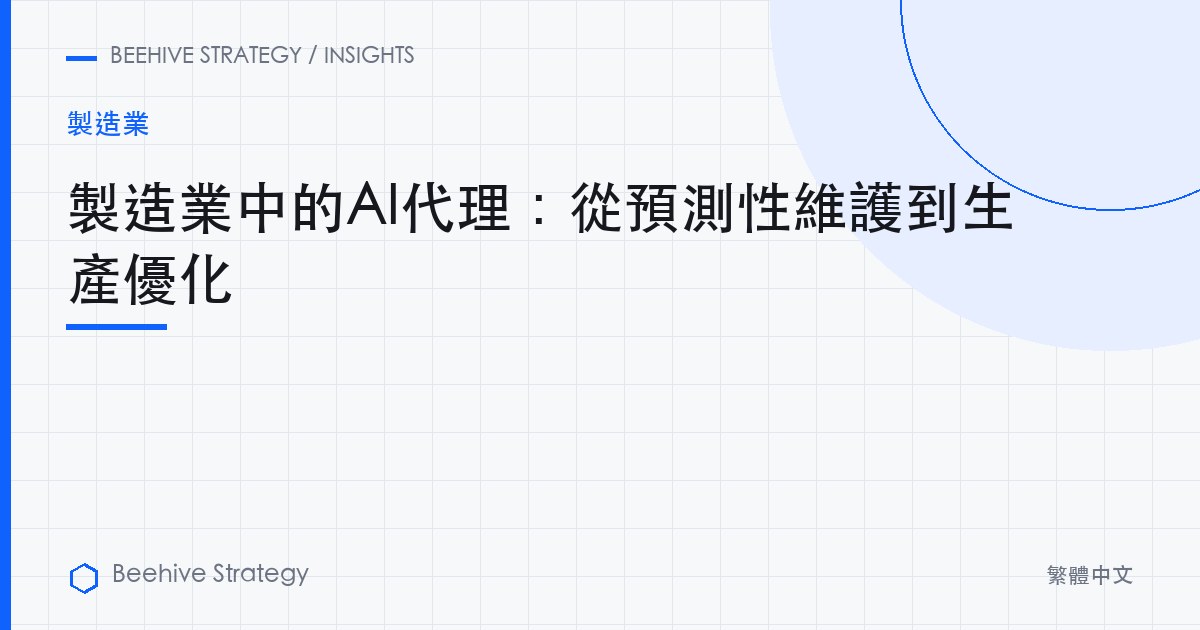 BEEHIVE STRATEGY / INSIGHTS
製造業
製造業中的AI代理：從預測性維護到生
產優化
Beehive Strategy
繁體中文